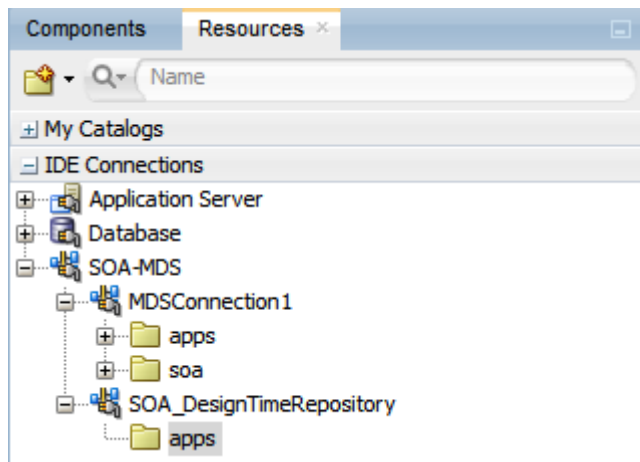 Components Resources
Name
My Catalogs
IDE Connections
Application Server
Database
SOA-MDS
MDSConnection1
apps
soa
SOA_DesignTimeRepository
apps